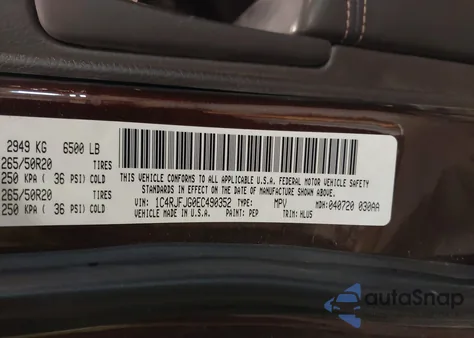 2949 KG 6500 LB
265/50R20 TIRES
250 KPA ( 36 PSI) COLD
265/50R20 TIRES
250 KPA ( 36 PSI) COLD
THIS VEHICLE CONFORMS TO ALL APPLICABLE U.S.A. FEDERAL MOTOR VEHICLE SAFETY
STANDARDS IN EFFECT ON THE DATE OF MANUFACTURE SHOWN ABOVE.
VIN: 1C4RJFJG0EC490352 TYPE: MPV MDH: 040720 030AA
VEHICLE MADE IN U.S.A. PAINT: PEP TRIM: HLU5
autoSnap